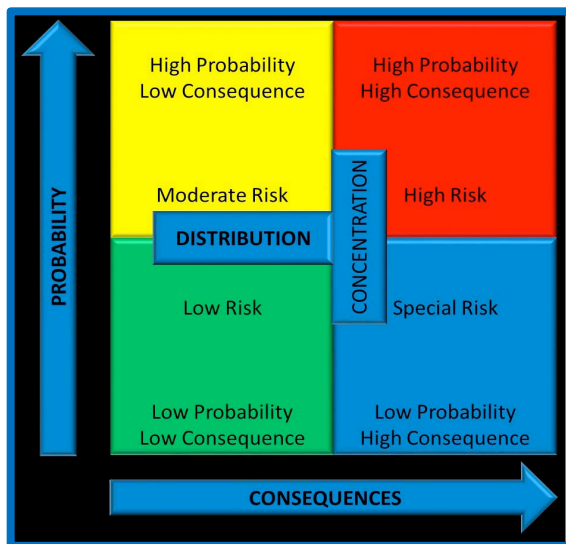 High Probability
Low Consequence
High Probability
High Consequence
PROBABILITY
Moderate Risk
CONCENTRATION
High Risk
DISTRIBUTION
Low Risk
Special Risk
Low Probability
Low Consequence
Low Probability
High Consequence
CONSEQUENCES